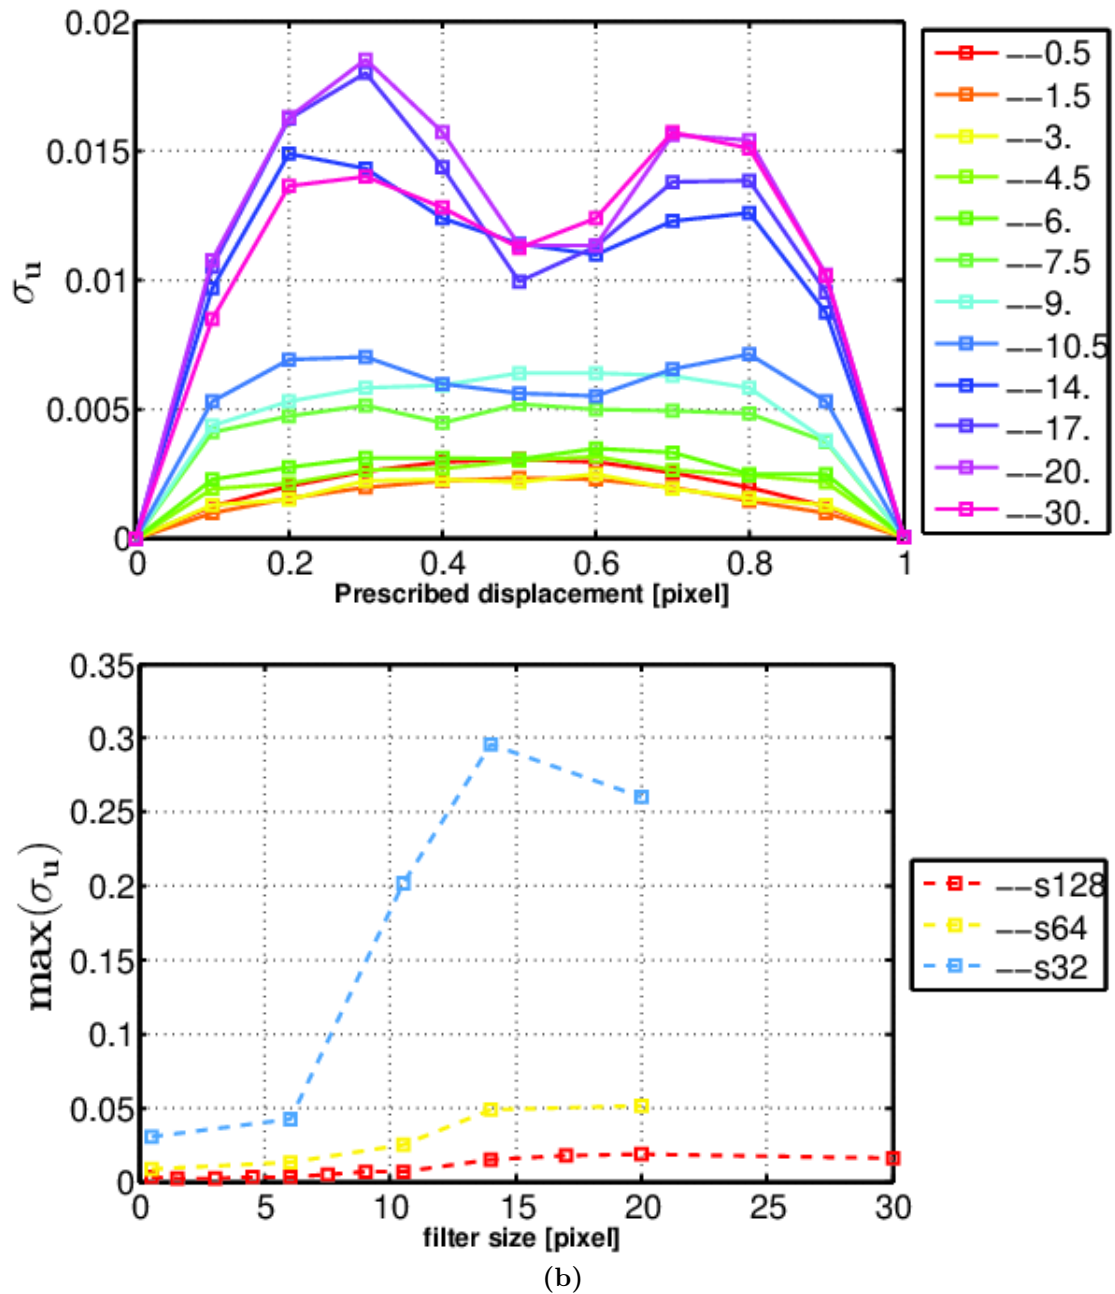 0.02
0.015
0.01
0.005
0
σu
0 0.2 0.4 0.6 0.8 1
Prescribed displacement [pixel]
−−0.5
−−1.5
−−3.
−−4.5
−−6.
−−7.5
−−9.
−−10.5
−−14.
−−17.
−−20.
−−30.
0.35
0.3
0.25
0.2
0.15
0.1
0.05
0
max(σu)
0 5 10 15 20 25 30
filter size [pixel]
−−s128
−−s64
−−s32
(b)